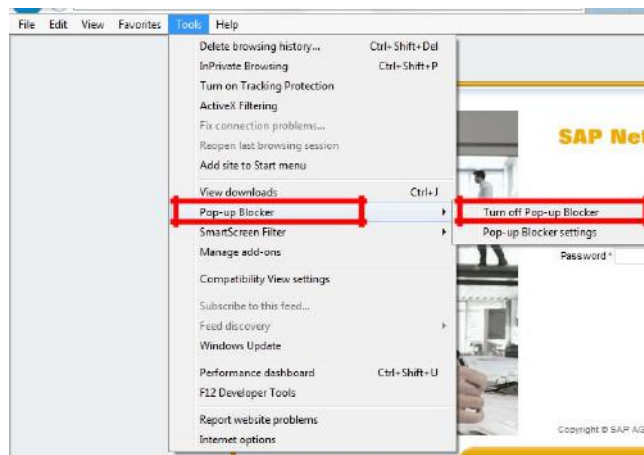 File Edit View Favorites Tools Help
Delete browsing history... Ctrl+Shift+Del
InPrivate Browsing Ctrl+Shift+P
Turn on Tracking Protection
ActiveX Filtering
Fix connection problems...
Reopen last browsing session
Add site to Start menu
View downloads Ctrl+J
Pop-up Blocker
Turn off Pop-up Blocker
SmartScreen Filter
Pop-up Blocker settings
Manage add-ons
Compatibility View settings
Subscribe to this feed...
Feed discovery
Windows Update
Performance dashboard Ctrl+Shift+U
F12 Developer Tools
Report website problems
Internet options
SAP Net
Password *
Copyright © SAP AG